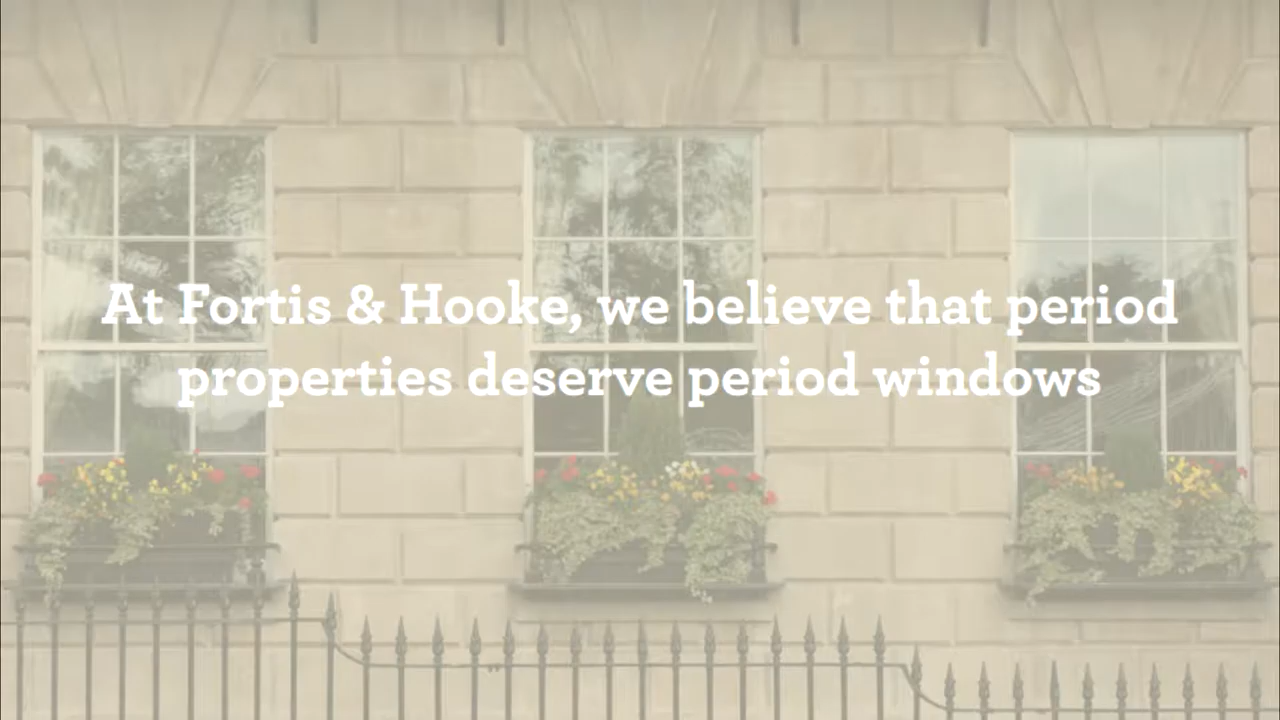 At Fortis & Hooke, we believe that period
properties deserve period windows